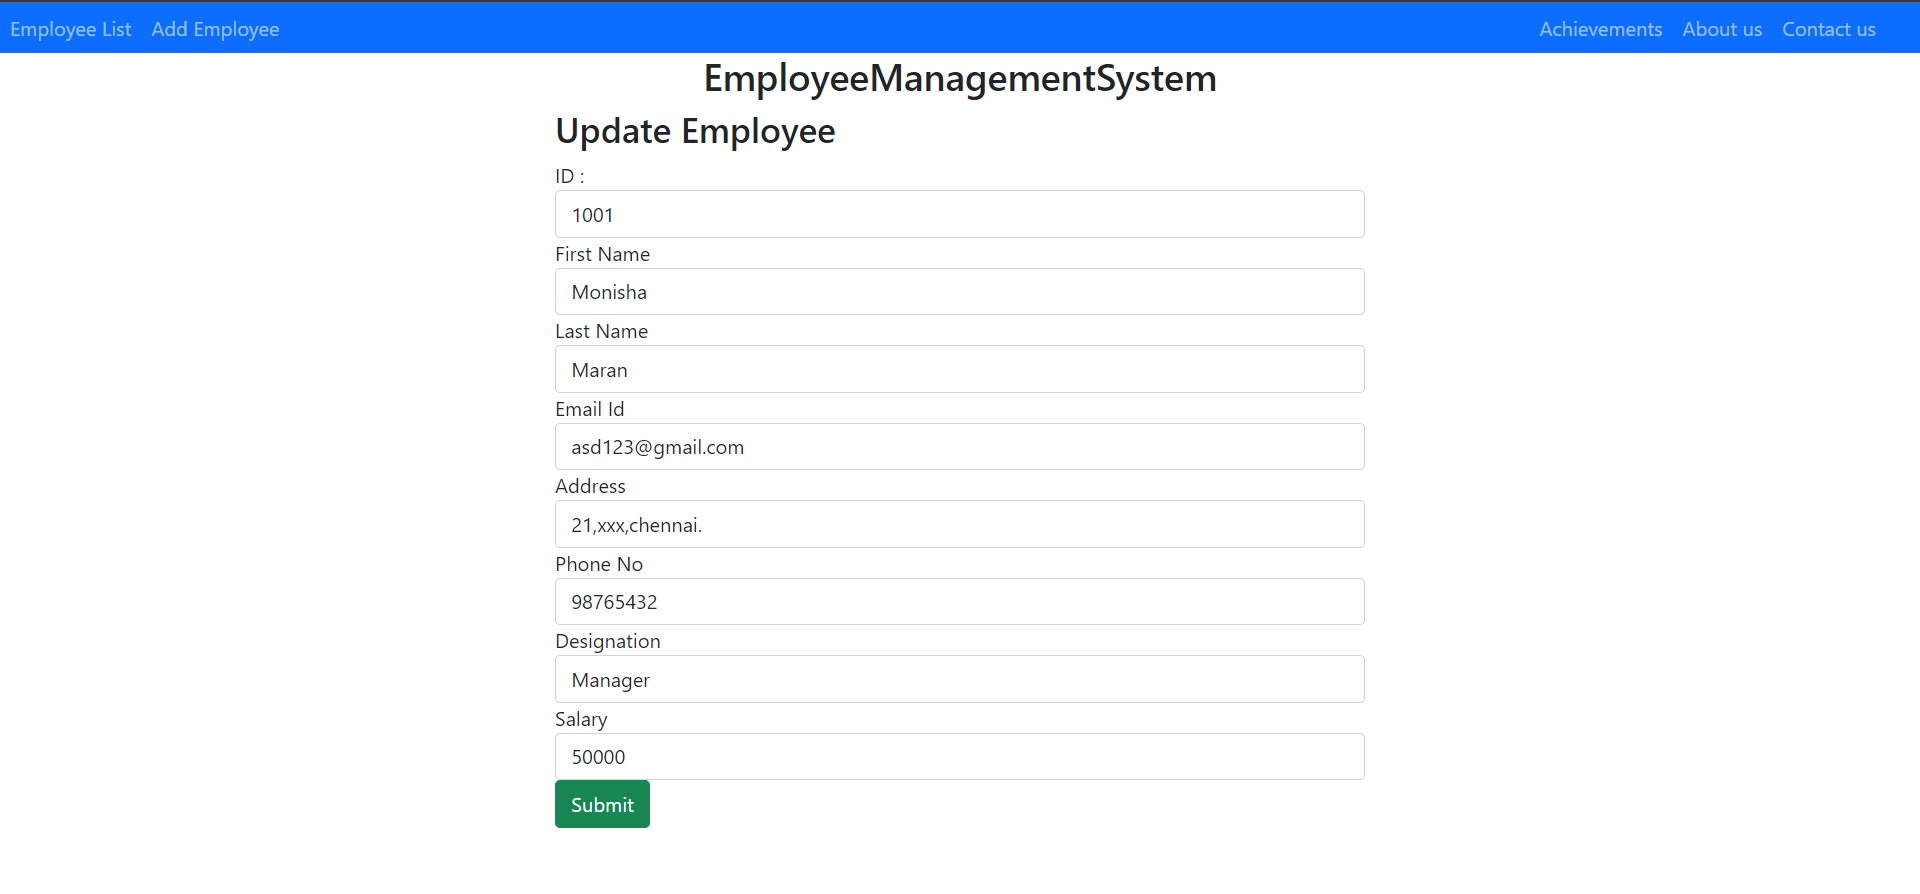 Employee List Add Employee Achievements About us Contact us
EmployeeManagementSystem
Update Employee
ID :
1001
First Name
Monisha
Last Name
Maran
Email Id
asd123@gmail.com
Address
21,xxx,chennai.
Phone No
98765432
Designation
Manager
Salary
50000
Submit